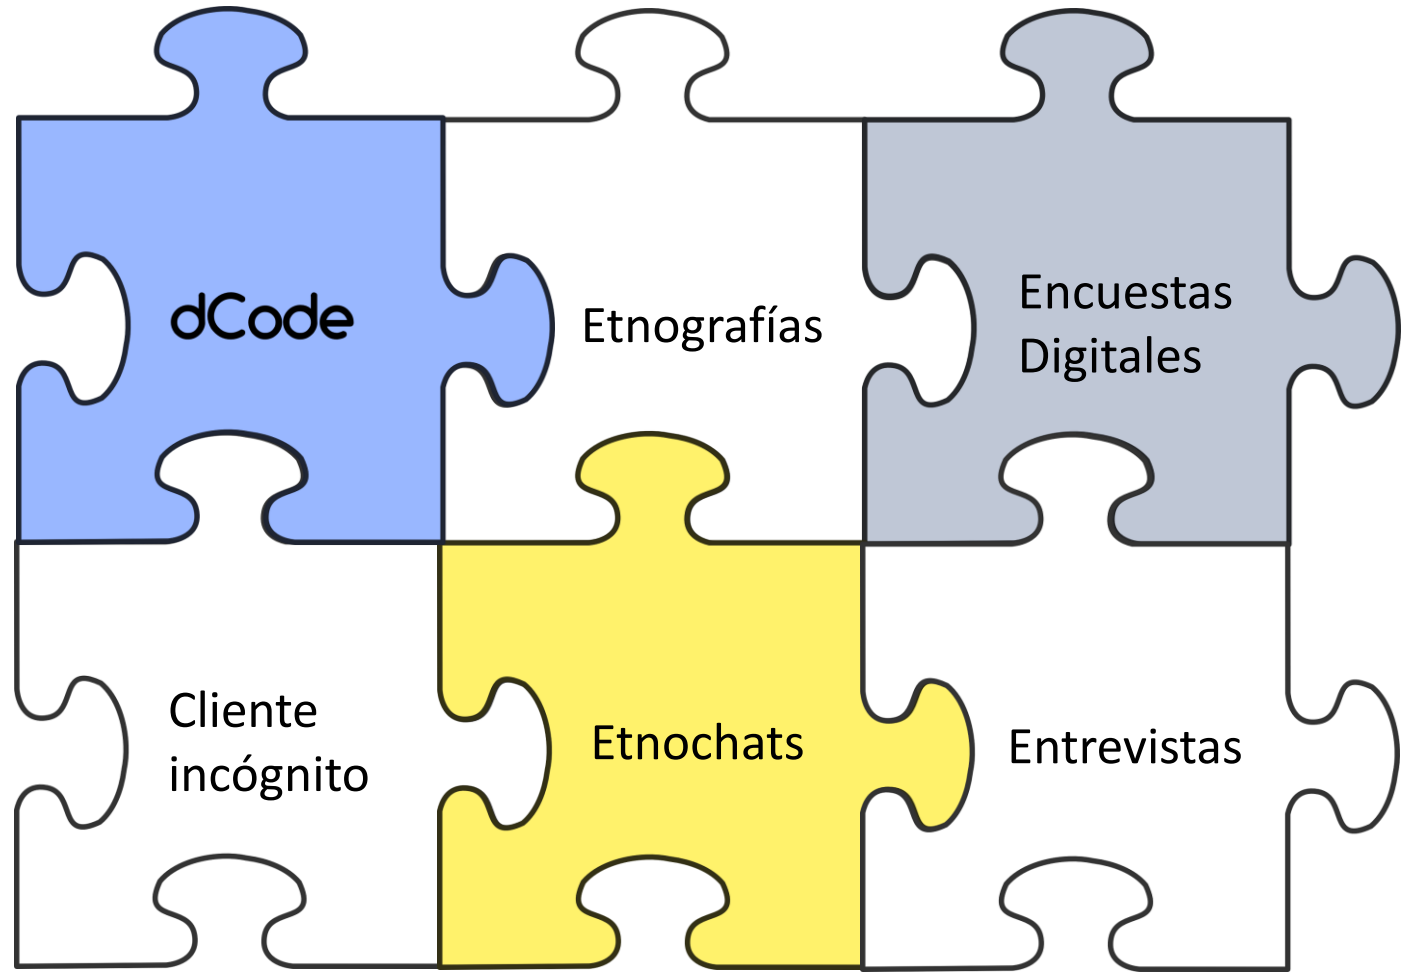 dCode
Etnografías
Encuestas
Digitales
Cliente
incógnito
Etnochats
Entrevistas